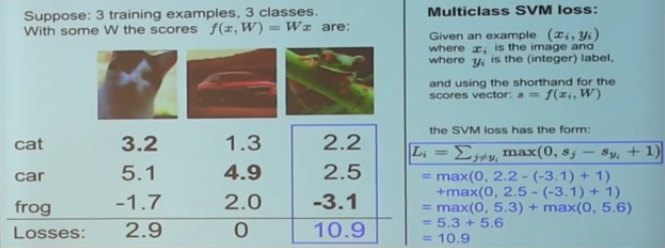 Suppose: 3 training examples, 3 classes.
With some W the scores f(x, W) = Wx are:
cat 3.2 1.3 2.2
car 5.1 4.9 2.5
frog -1.7 2.0 -3.1
Losses: 2.9 0 10.9
Multiclass SVM loss:
Given an example (x_i, y_i)
where x_i is the image and
where y_i is the (integer) label,
and using the shorthand for the
scores vector: s = f(x_i, W)
the SVM loss has the form:
L_i = ∑_{j≠y_i} max(0, s_j − s_{y_i} + 1)
= max(0, 2.2 - (-3.1) + 1)
+max(0, 2.5 - (-3.1) + 1)
= max(0, 5.3) + max(0, 5.6)
= 5.3 + 5.6
= 10.9